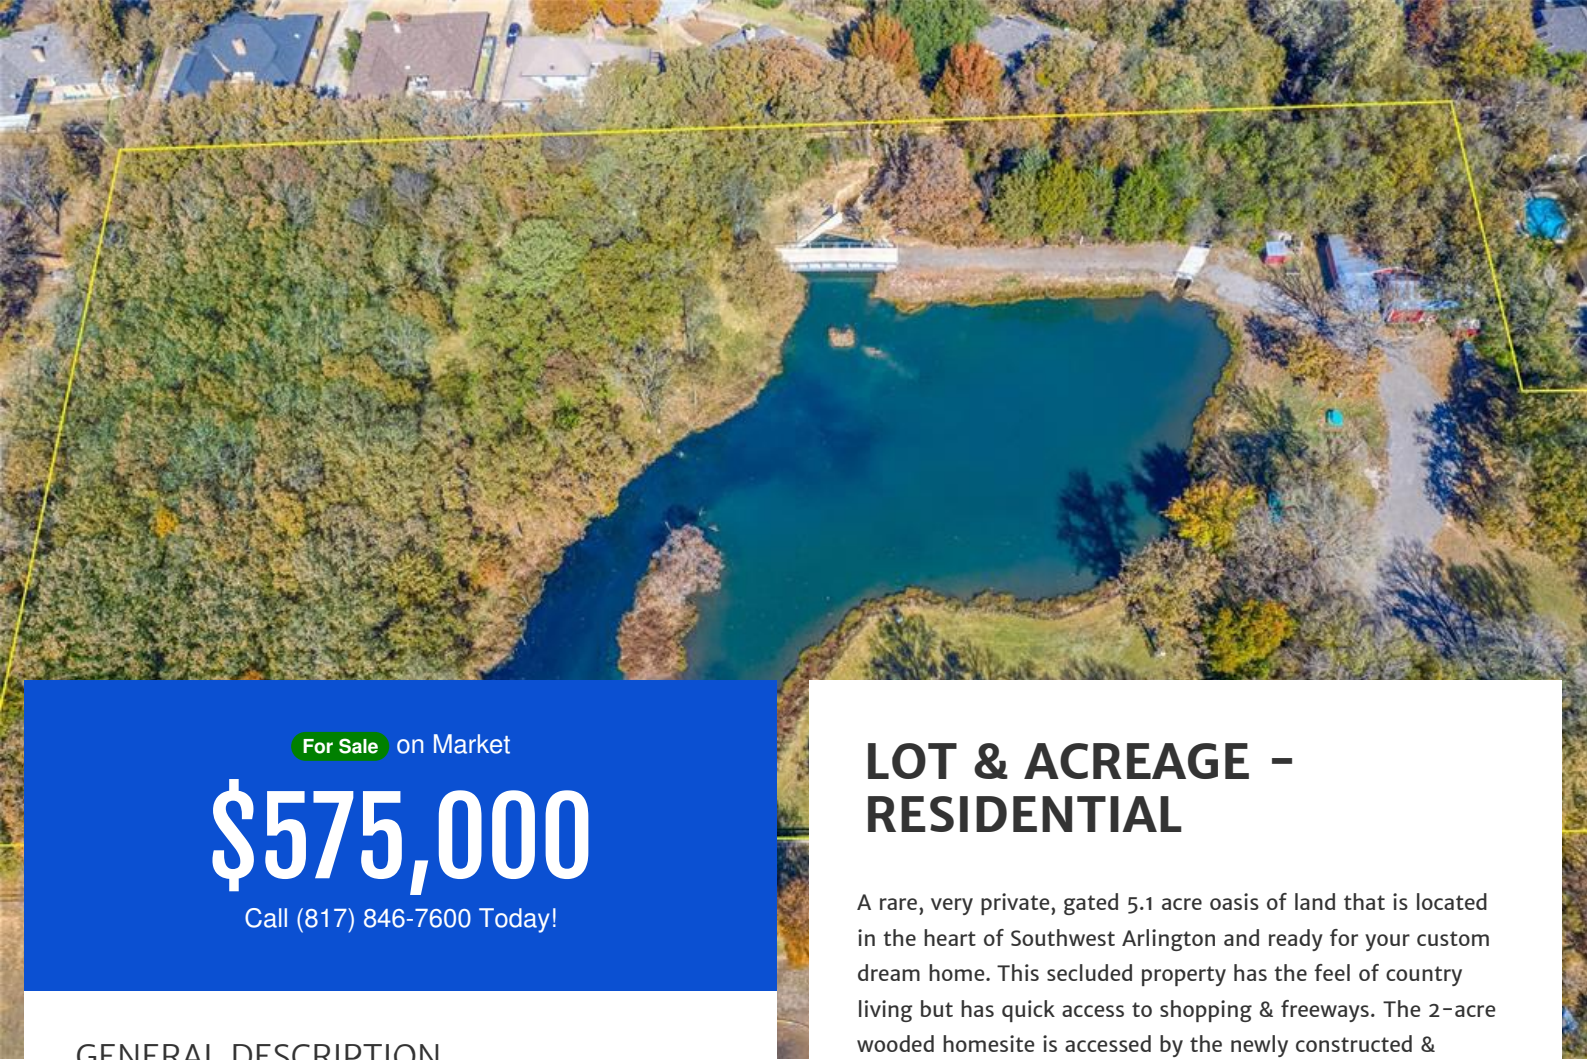 For Sale on Market
$575,000
Call (817) 846-7600 Today!
GENERAL DESCRIPTION
LOT & ACREAGE -
RESIDENTIAL
A rare, very private, gated 5.1 acre oasis of land that is located
in the heart of Southwest Arlington and ready for your custom
dream home. This secluded property has the feel of country
living but has quick access to shopping & freeways. The 2-acre
wooded homesite is accessed by the newly constructed &